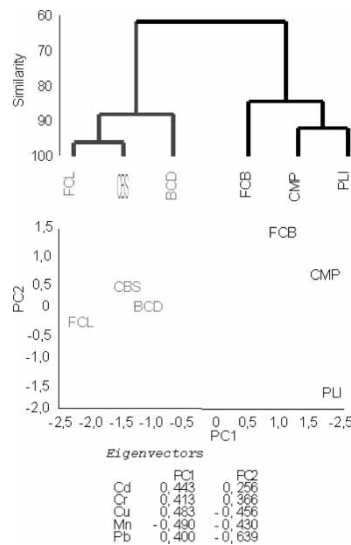 60
70
80
90
100
Similarity
FCL
BCD
FCB
CMP
PLI
1,5
1,0
0,5
0
-0,5
-1,0
-1,5
-2,0
PC2
FCB
CMP
CBS
BCD
FCL
PLI
-2,5 -2,0 -1,5 -1,0 -0,5 0 0,5 1,0 1,5 2,0 2,5
PC1
Eigenvectors
PC1 PC2
Cd 0,443 0,256
Cr 0,413 0,366
Cu 0,483 -0,456
Mn -0,490 -0,430
Pb 0,400 -0,639